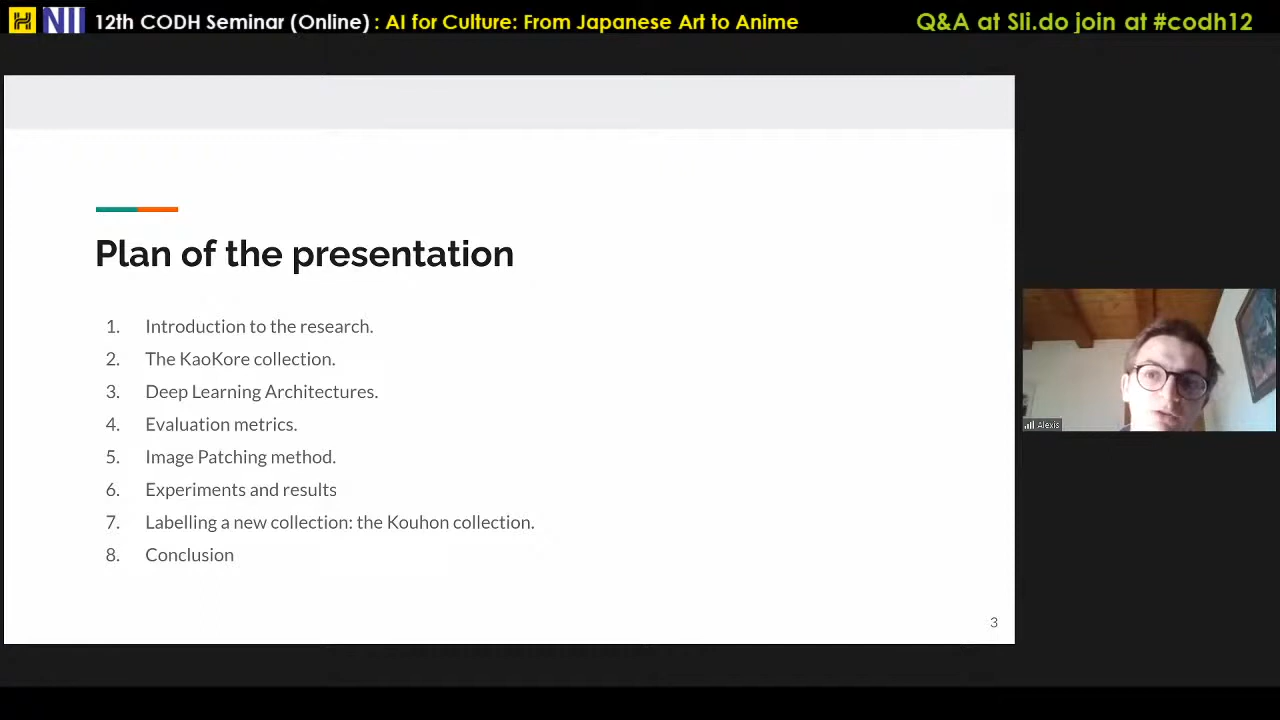 H NII 12th CODH Seminar (Online) : AI for Culture: From Japanese Art to Anime Q&A at Sli.do join at #codh12
Plan of the presentation
1. Introduction to the research.
2. The KaoKore collection.
3. Deep Learning Architectures.
4. Evaluation metrics.
5. Image Patching method.
6. Experiments and results
7. Labelling a new collection: the Kouhon collection.
8. Conclusion
3
Alexis